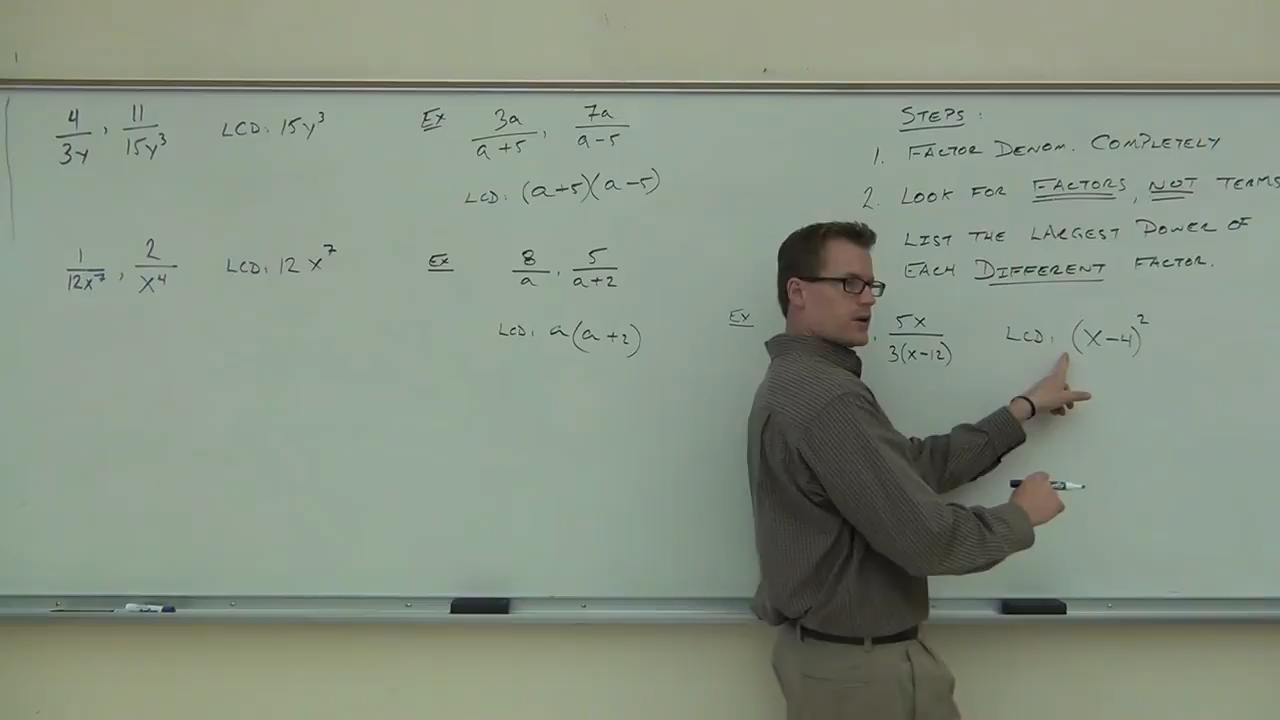 4/3y , 11/15y³ LCD: 15y³
1/12x⁷ , 2/x⁴ LCD: 12x⁷
Ex 3a/a+5 , 7a/a-5
LCD: (a+5)(a-5)
Ex 8/a , 5/a+2
LCD: a(a+2)
STEPS:
1. FACTOR DENOM. COMPLETELY
2. LOOK FOR FACTORS, NOT TERMS
LIST THE LARGEST POWER OF
EACH DIFFERENT FACTOR.
Ex , 5x/3(x-12) LCD: (x-4)²